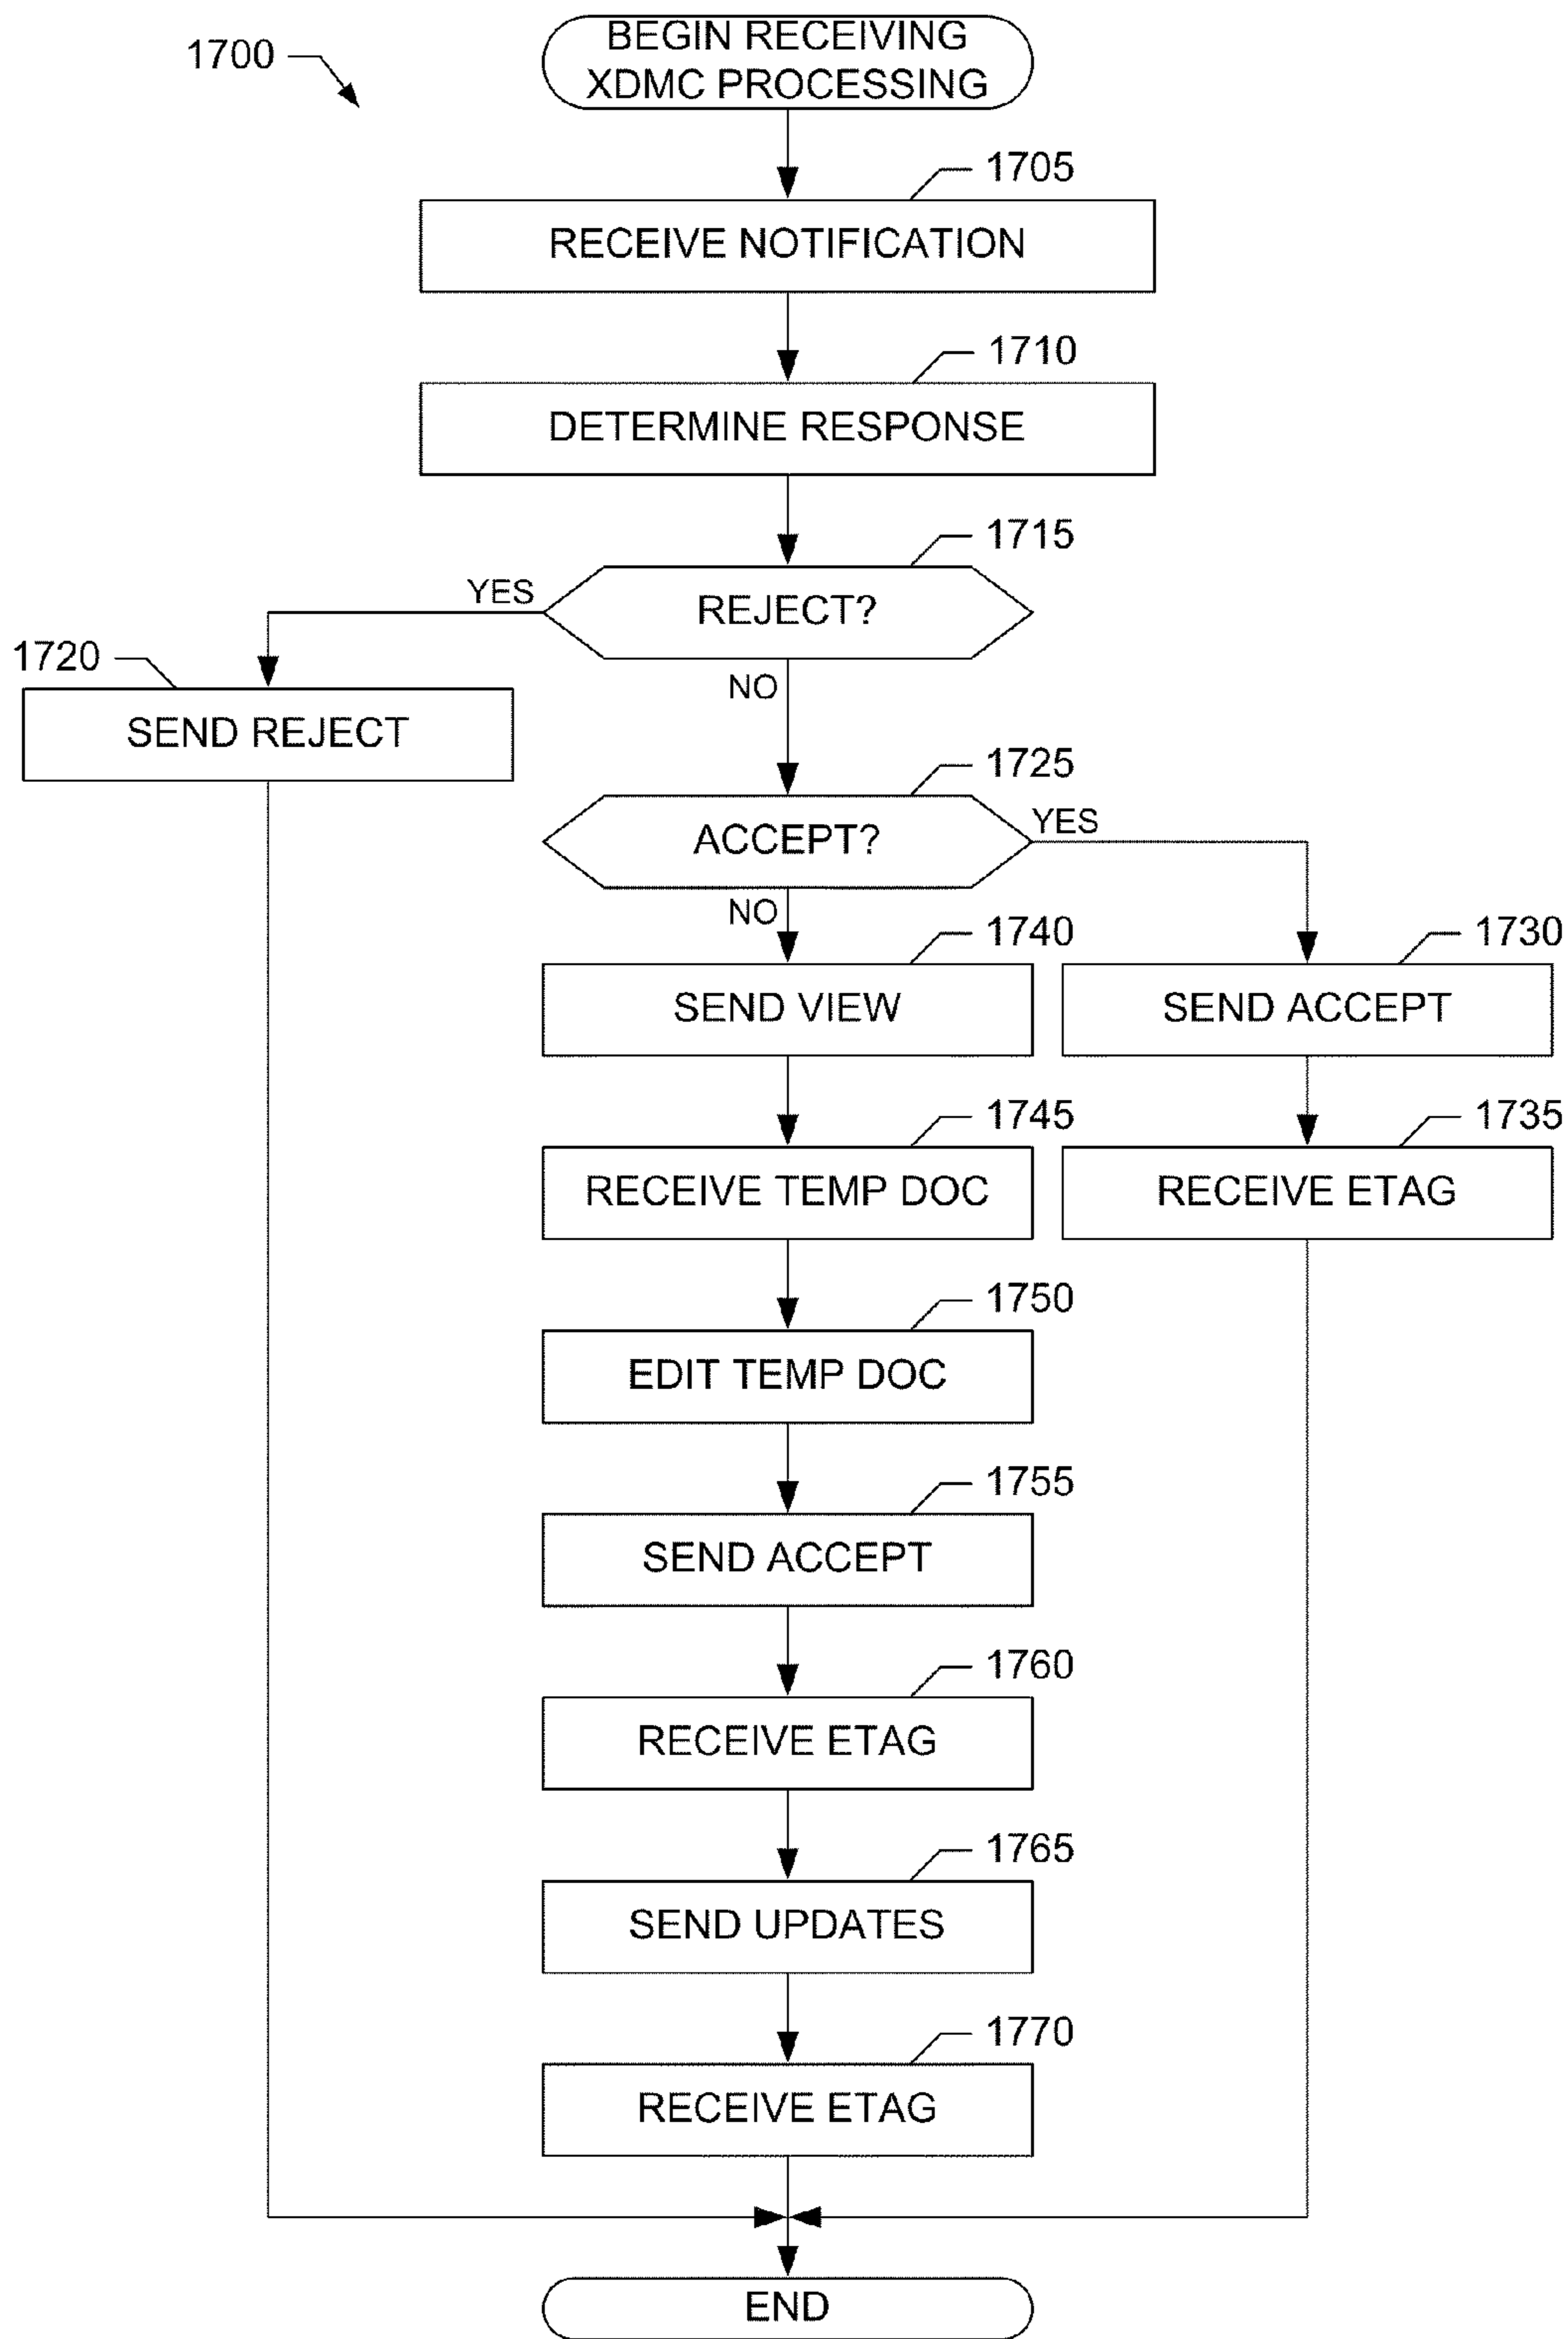 1700
BEGIN RECEIVING
XDMC PROCESSING
1705
RECEIVE NOTIFICATION
1710
DETERMINE RESPONSE
1715
YES
REJECT?
1720
NO
SEND REJECT
1725
YES
ACCEPT?
NO
1740
1730
SEND VIEW
SEND ACCEPT
1745
1735
RECEIVE TEMP DOC
RECEIVE ETAG
1750
EDIT TEMP DOC
1755
SEND ACCEPT
1760
RECEIVE ETAG
1765
SEND UPDATES
1770
RECEIVE ETAG
END